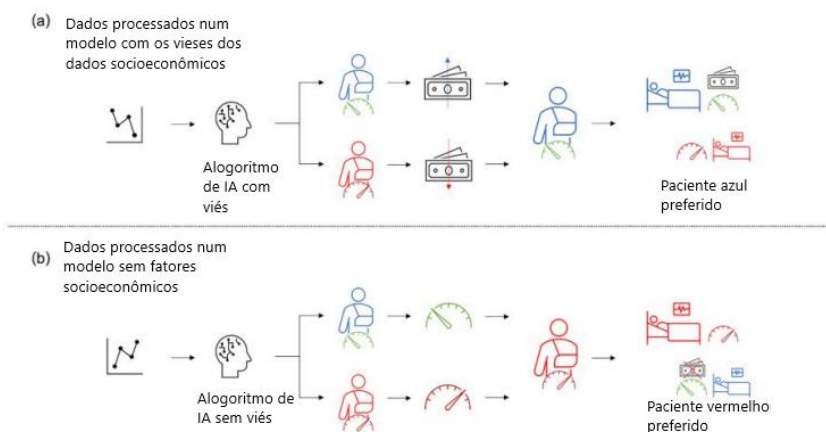 (a) Dados processados num
modelo com os vieses dos
dados socioeconômicos
Alogoritmo
de IA com
viés
Paciente azul
preferido
(b) Dados processados num
modelo sem fatores
socioeconômicos
Alogoritmo de
IA sem viés
Paciente vermelho
preferido